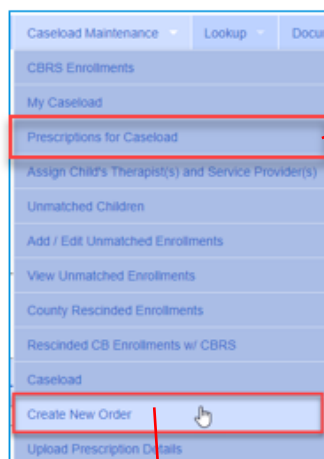 Caseload Maintenance Lookup Docu
CBRS Enrollments
My Caseload
Prescriptions for Caseload
Assign Child's Therapist(s) and Service Provider(s)
Unmatched Children
Add / Edit Unmatched Enrollments
View Unmatched Enrollments
County Rescinded Enrollments
Rescinded CB Enrollments w/ CBRS
Caseload
Create New Order
Upload Prescription Details